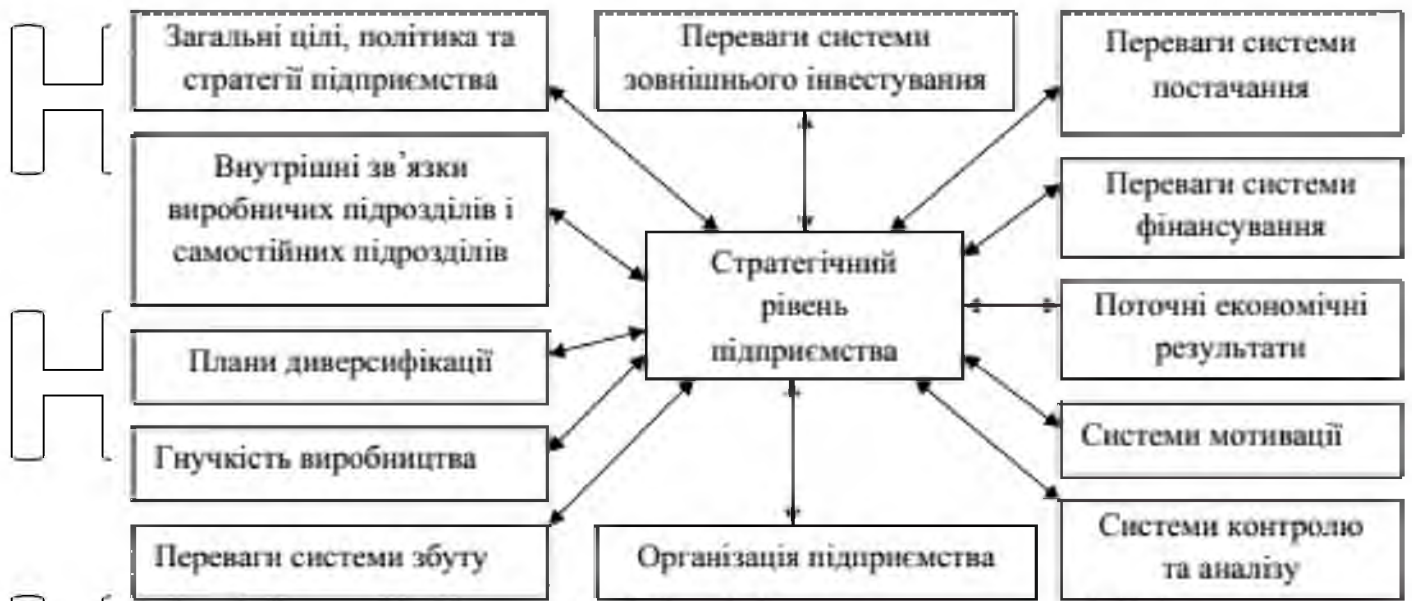 Загальні цілі, політика та
стратегії підприємства
Переваги системи
зовнішнього інвестування
Переваги системи
постачання
Внутрішні зв’язки
виробничих підрозділів і
самостійних підрозділів
Переваги системи
фінансування
Стратегічний
рівень
підприємства
Поточні економічні
результати
Плани диверсифікації
Системи мотивації
Гнучкість виробництва
Переваги системи збуту
Організація підприємства
Системи контролю
та аналізу